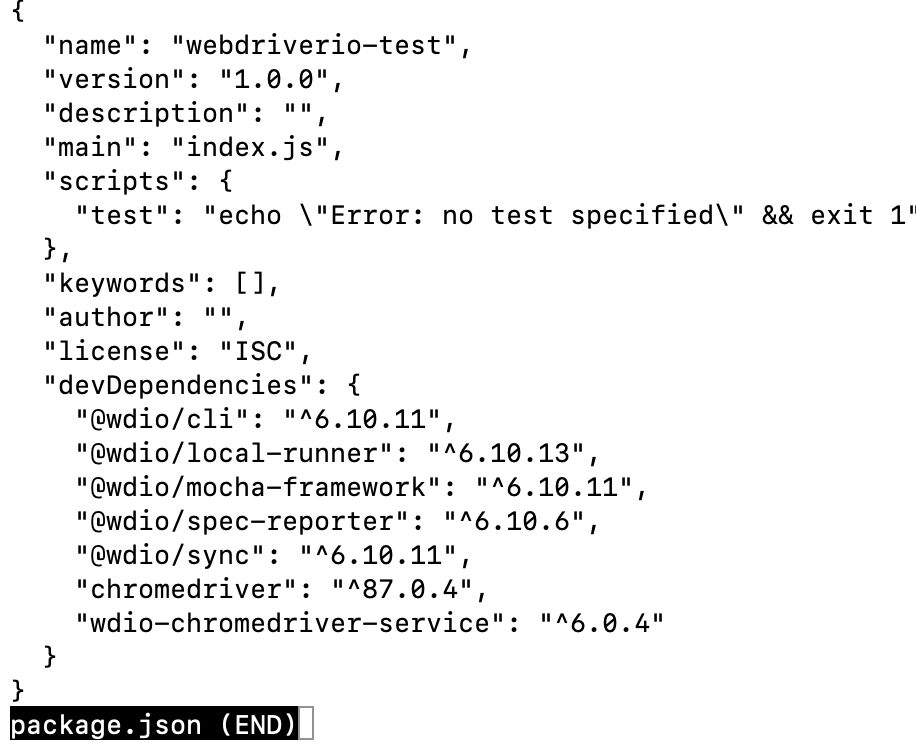 {
  "name": "webdriverio-test",
  "version": "1.0.0",
  "description": "",
  "main": "index.js",
  "scripts": {
    "test": "echo \"Error: no test specified\" && exit 1"
  },
  "keywords": [],
  "author": "",
  "license": "ISC",
  "devDependencies": {
    "@wdio/cli": "^6.10.11",
    "@wdio/local-runner": "^6.10.13",
    "@wdio/mocha-framework": "^6.10.11",
    "@wdio/spec-reporter": "^6.10.6",
    "@wdio/sync": "^6.10.11",
    "chromedriver": "^87.0.4",
    "wdio-chromedriver-service": "^6.0.4"
  }
}
package.json (END)